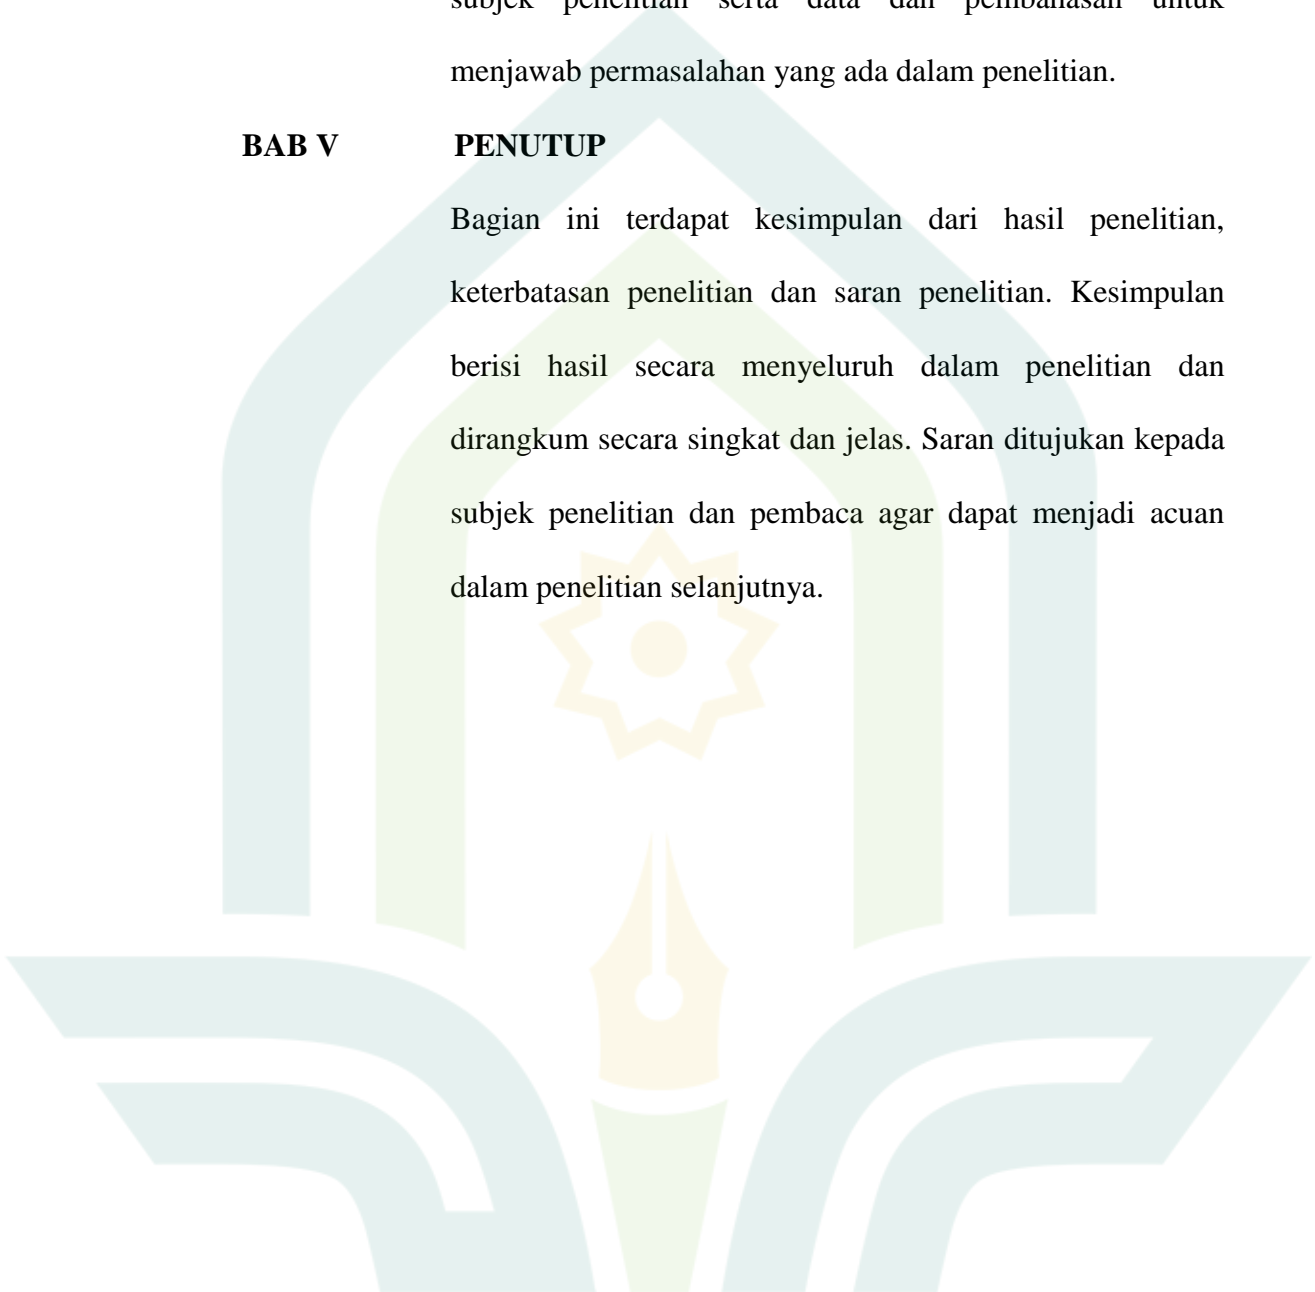 subjek penelitian serta data dan pembahasan untuk
menjawab permasalahan yang ada dalam penelitian.
BAB V PENUTUP
Bagian ini terdapat kesimpulan dari hasil penelitian,
keterbatasan penelitian dan saran penelitian. Kesimpulan
berisi hasil secara menyeluruh dalam penelitian dan
dirangkum secara singkat dan jelas. Saran ditujukan kepada
subjek penelitian dan pembaca agar dapat menjadi acuan
dalam penelitian selanjutnya.